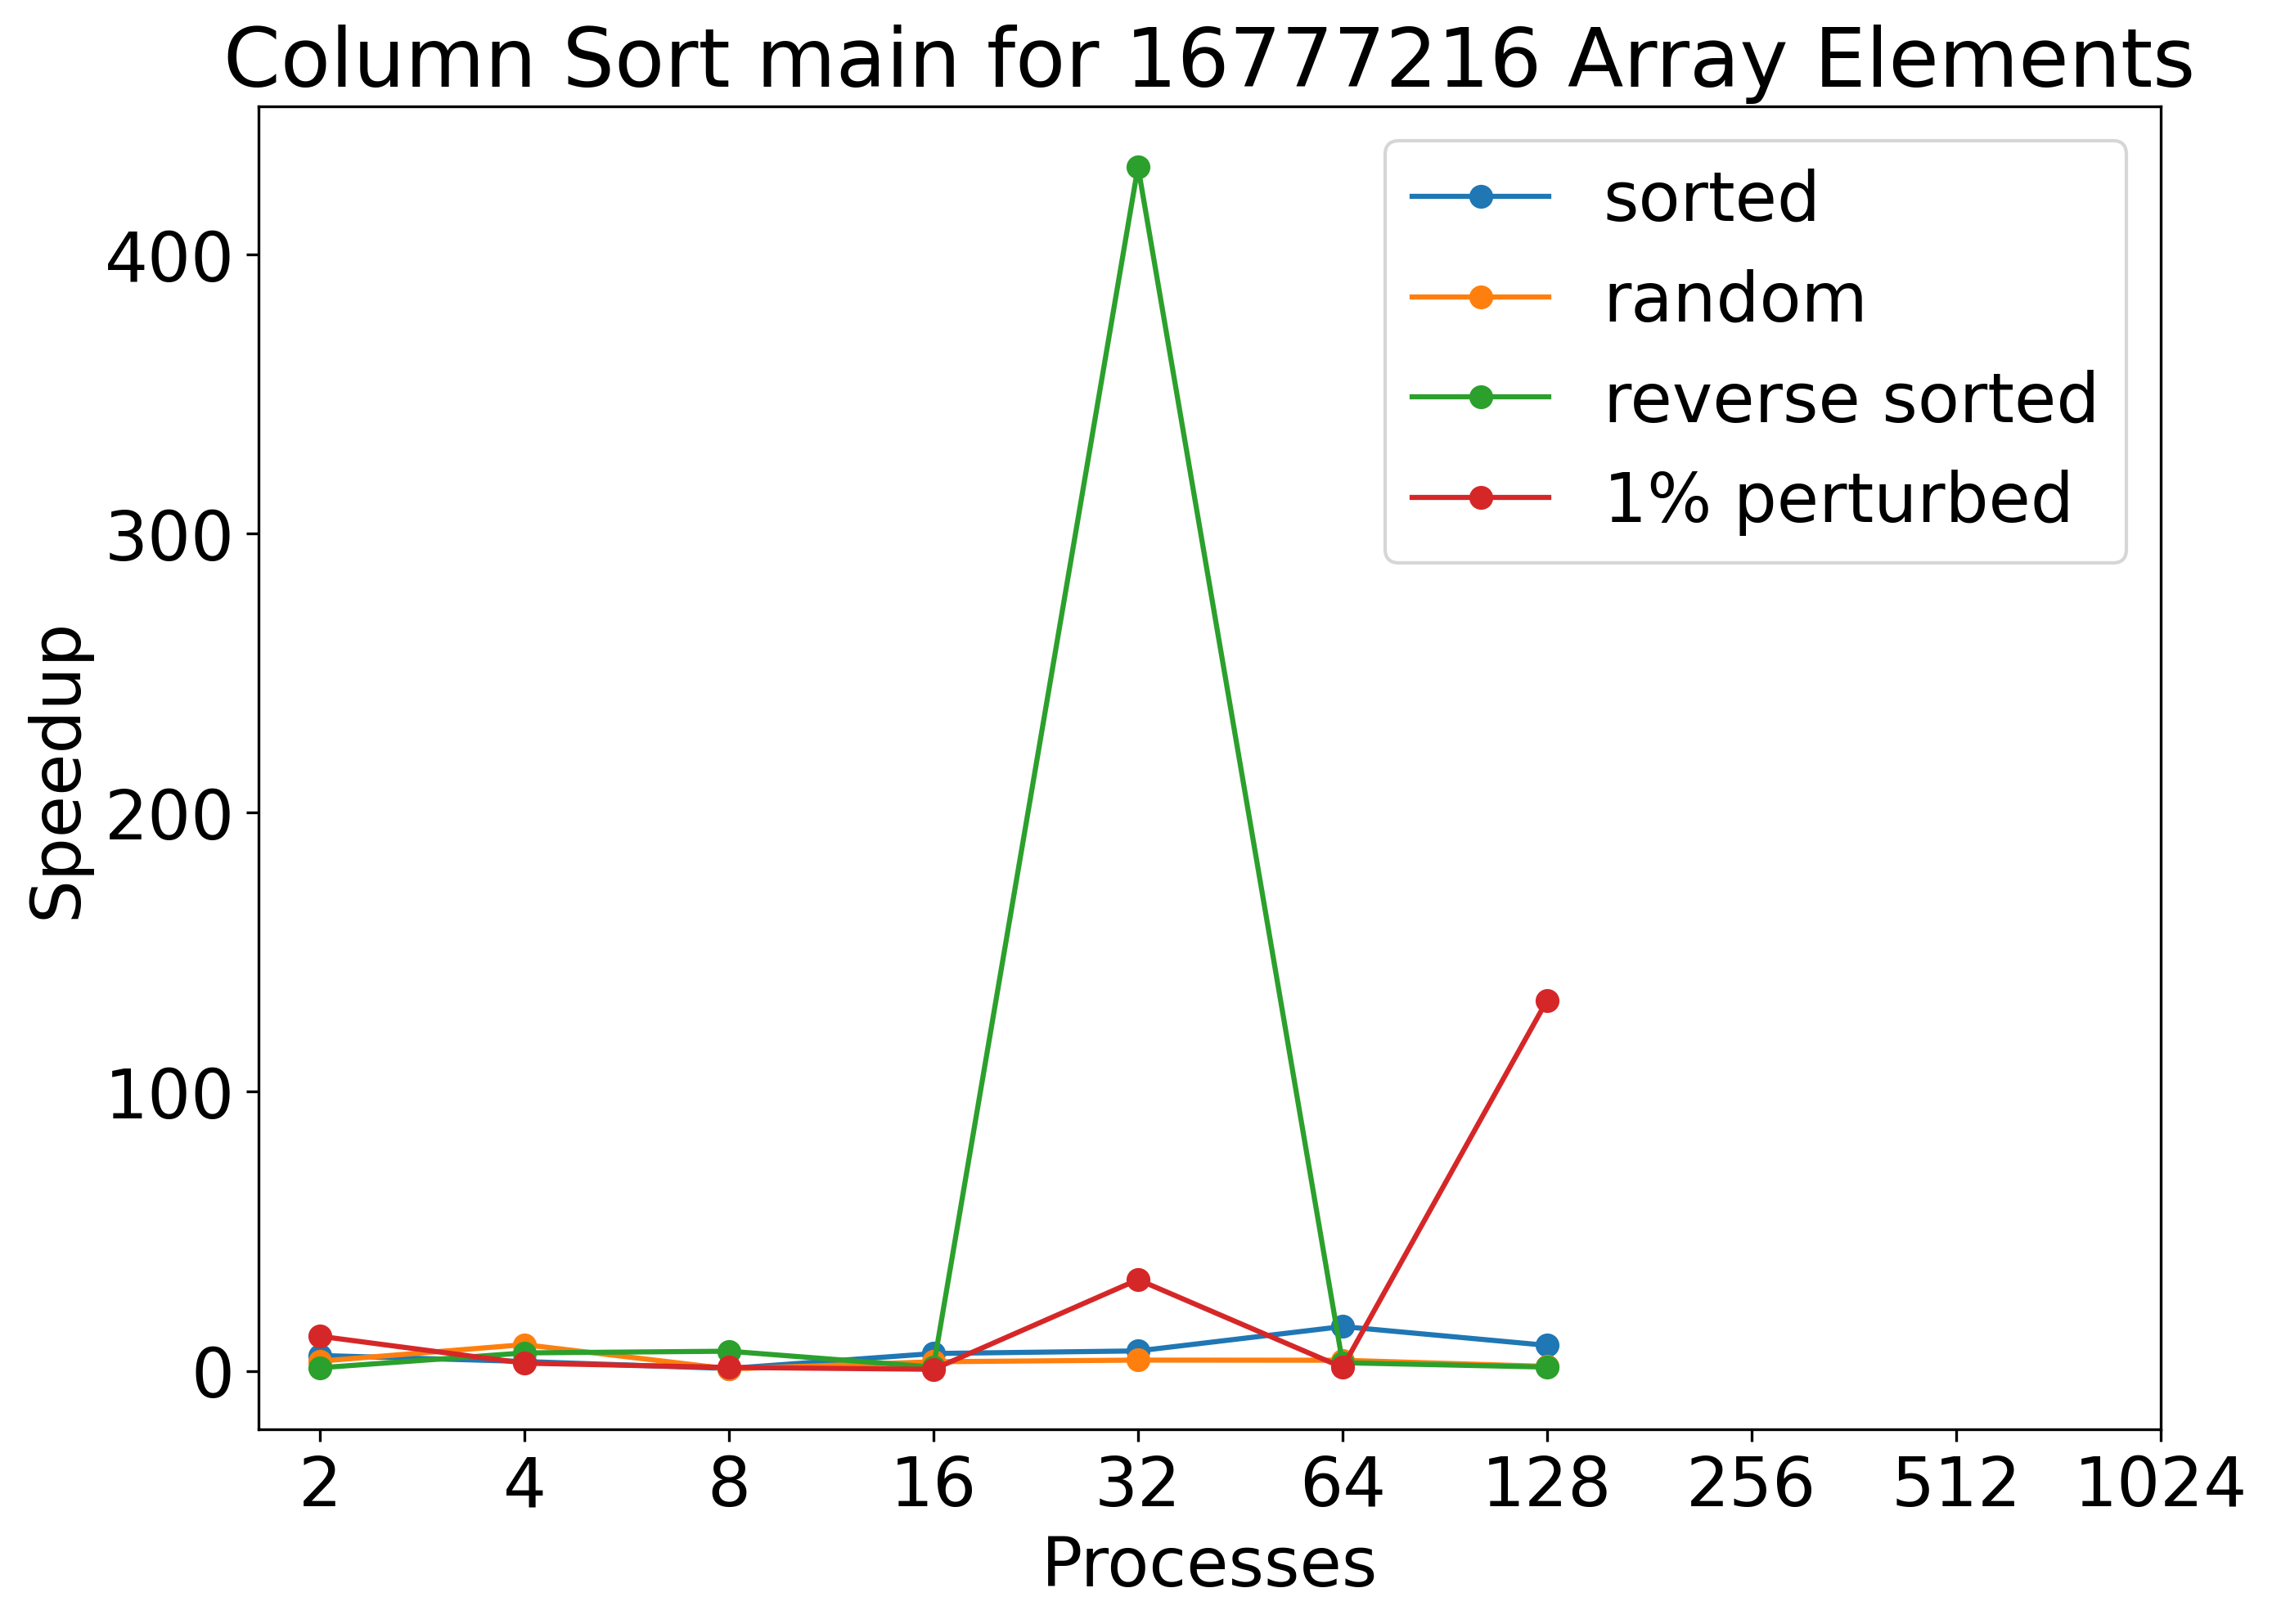 Column Sort main for 16777216 Array Elements
sorted
random
reverse sorted
1% perturbed
400
300
200
100
0
Speedup
2 4 8 16 32 64 128 256 512 1024
Processes